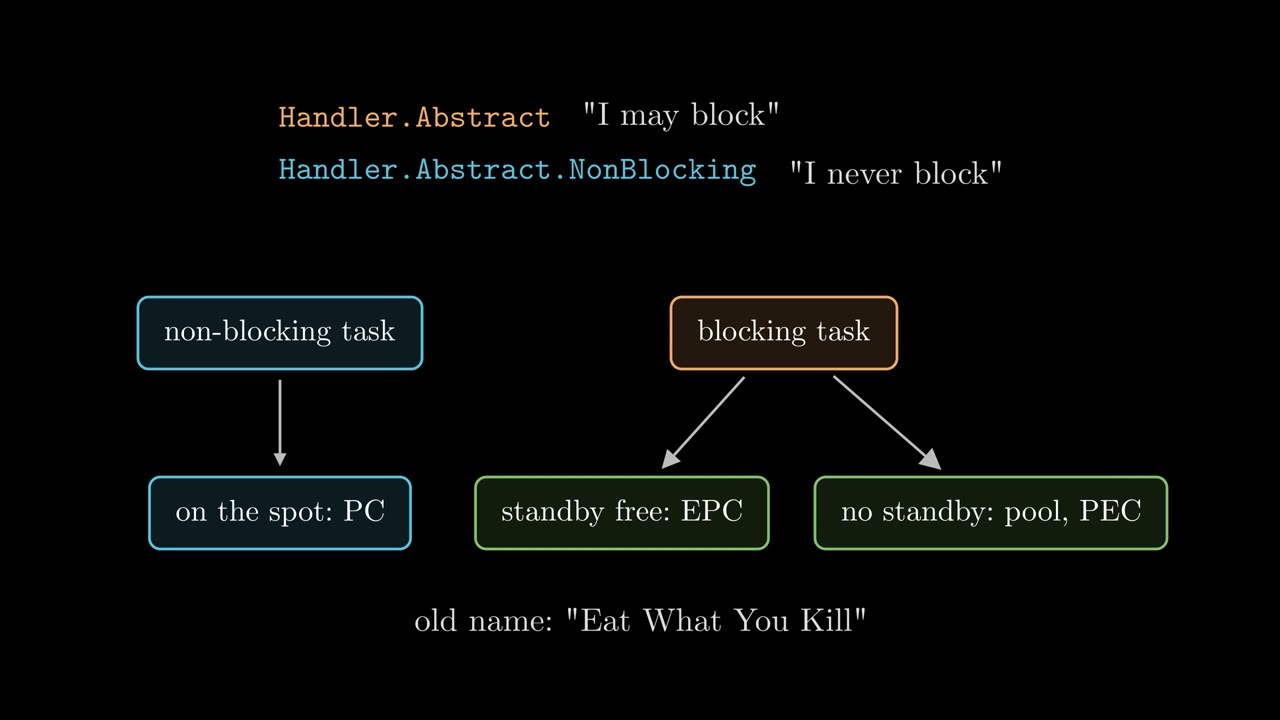 Handler.Abstract "I may block"
Handler.Abstract.NonBlocking "I never block"
non-blocking task
blocking task
on the spot: PC
standby free: EPC
no standby: pool, PEC
old name: "Eat What You Kill"